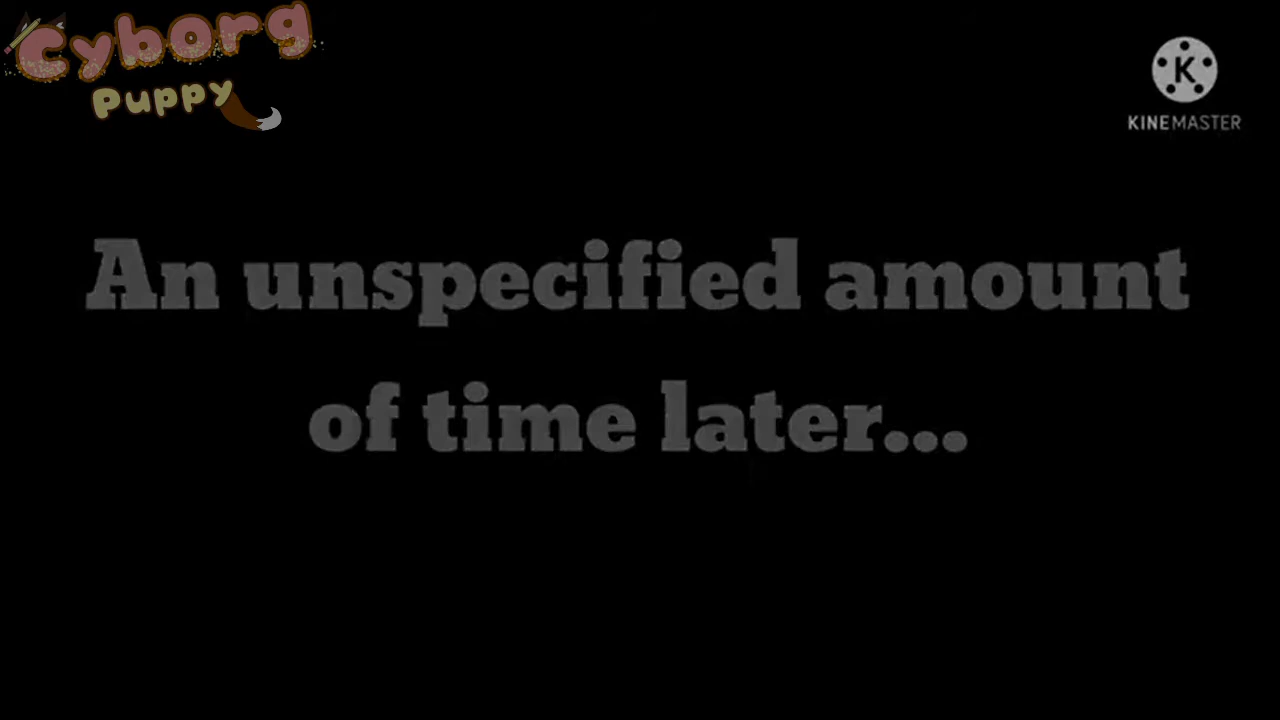 Cyborg
Puppy
K
KINEMASTER
An unspecified amount
of time later...